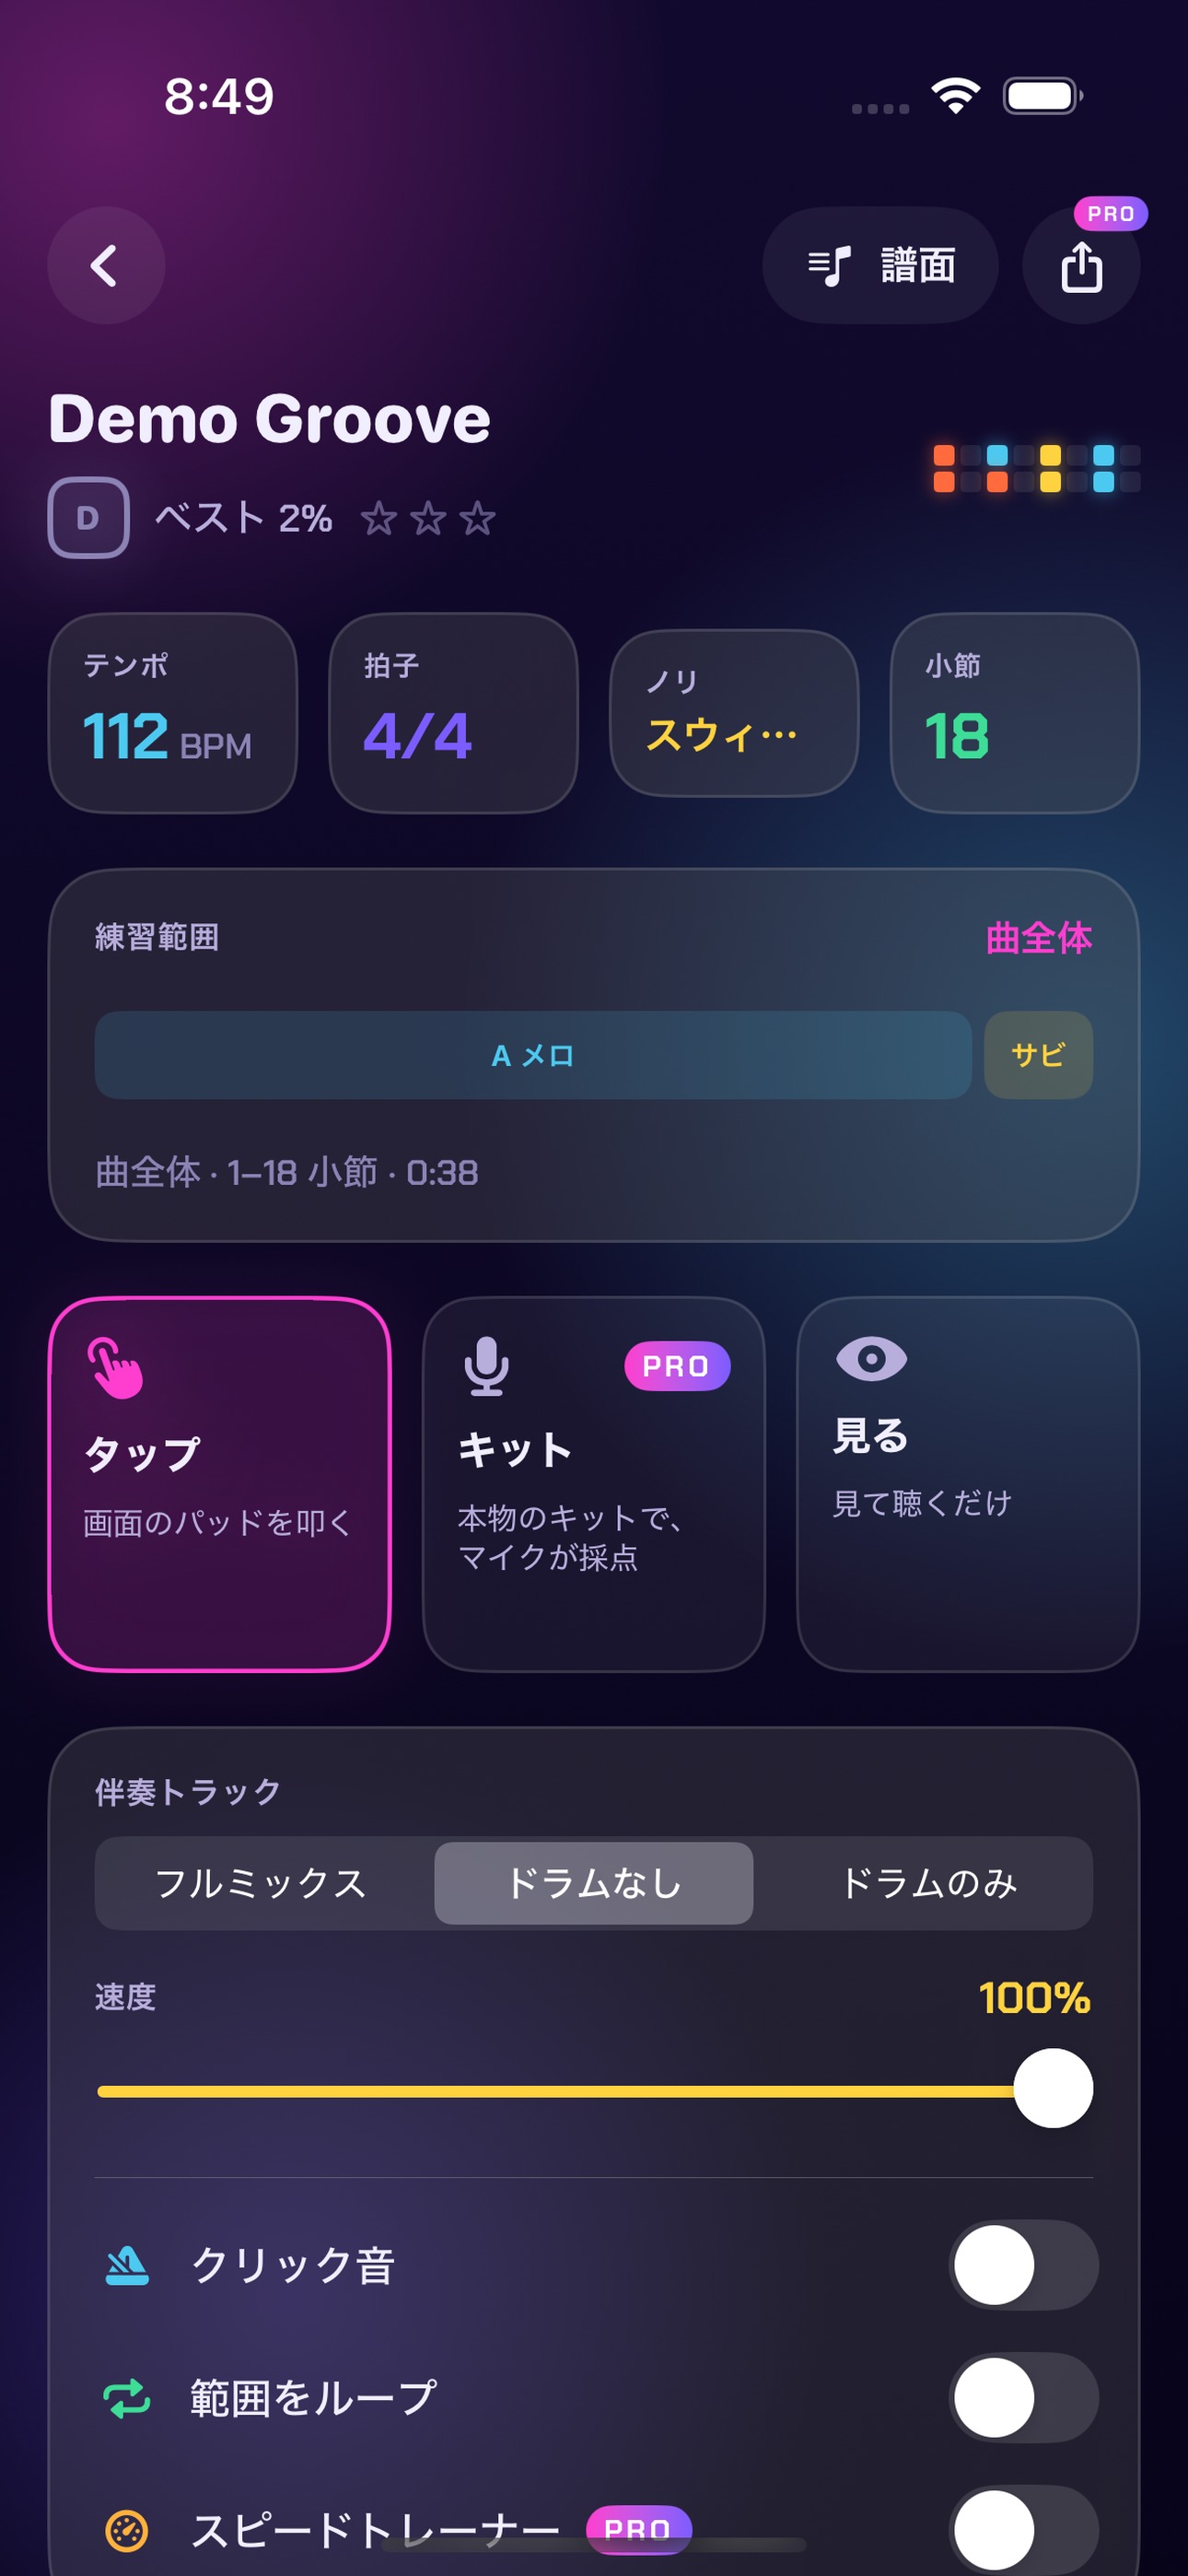 8:49
PRO
譜面
Demo Groove
D ベスト 2%
テンポ
112 BPM
拍子
4/4
ノリ
スウィ…
小節
18
練習範囲
曲全体
A メロ
サビ
曲全体 · 1–18 小節 · 0:38
タップ
画面のパッドを叩く
PRO
キット
本物のキットで、
マイクが採点
見る
見て聴くだけ
伴奏トラック
フルミックス
ドラムなし
ドラムのみ
速度
100%
クリック音
範囲をループ
スピードトレーナー PRO